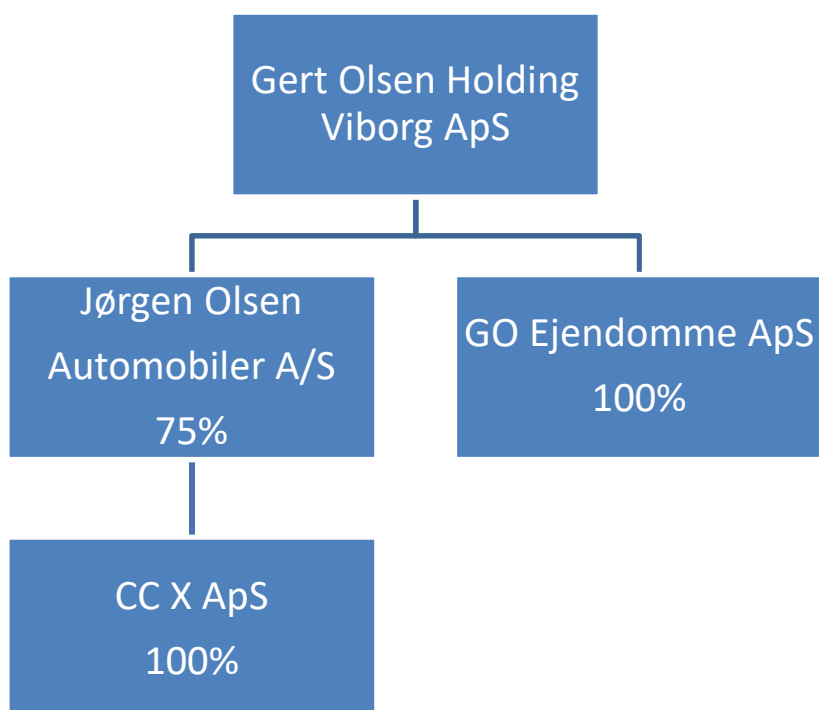 Gert Olsen Holding
Viborg ApS
Jørgen Olsen
Automobiler A/S
75%
GO Ejendomme ApS
100%
CC X ApS
100%